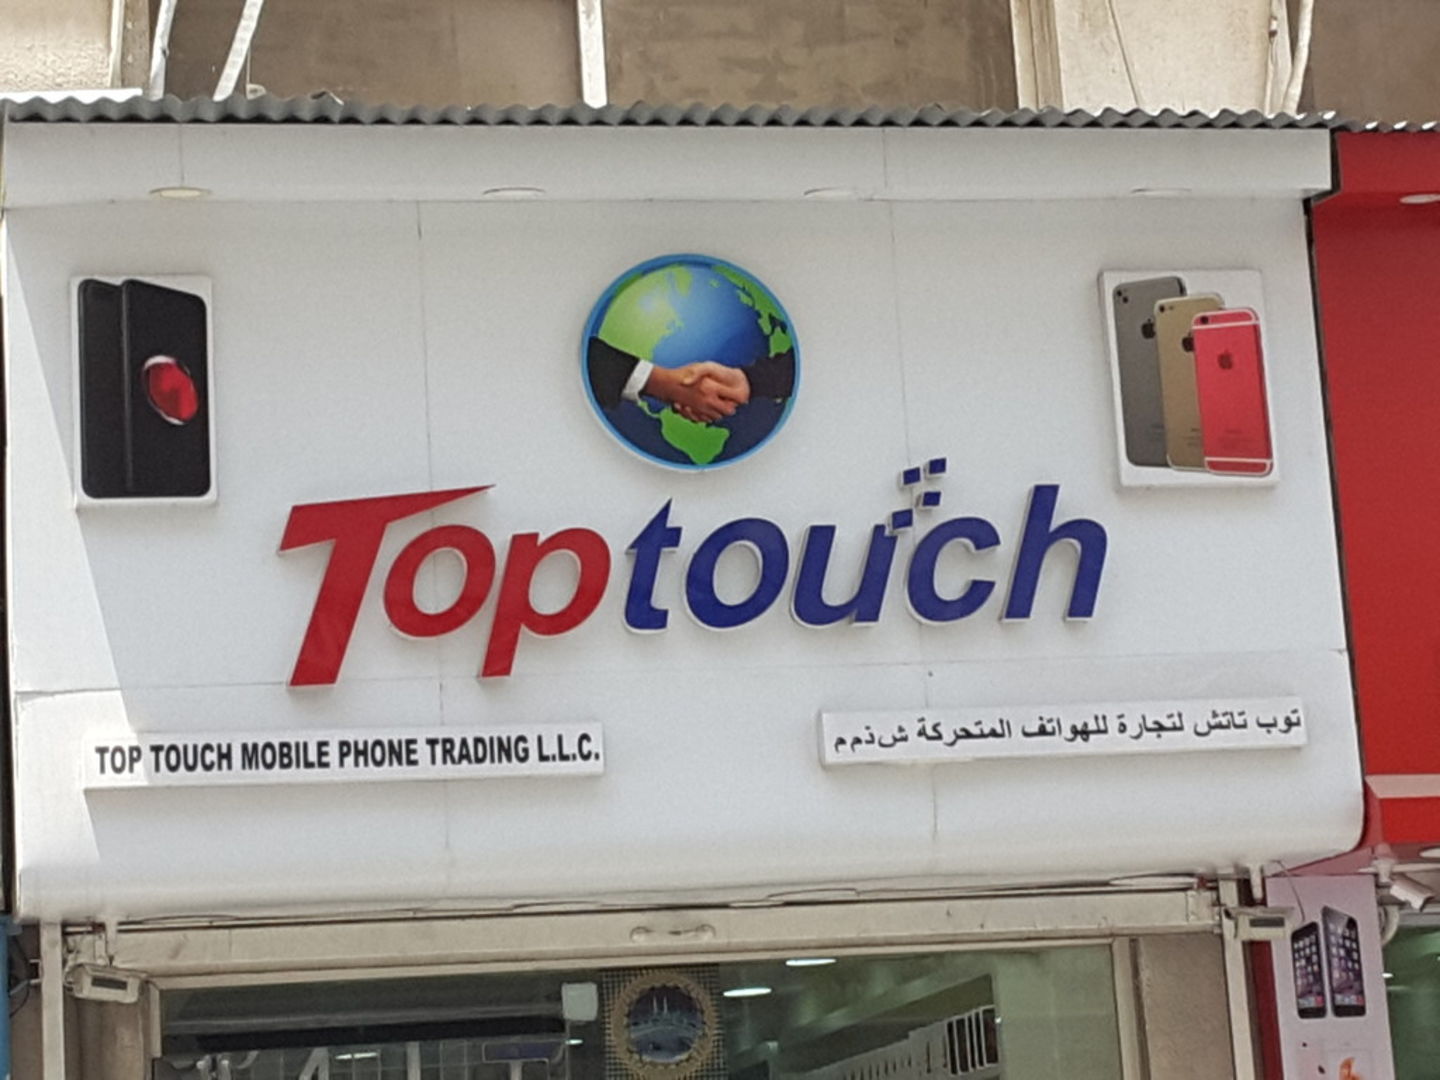 Toptouch
TOP TOUCH MOBILE PHONE TRADING L.L.C.
توب تاتش لتجارة للهواتف المتحركة ش ذ م م